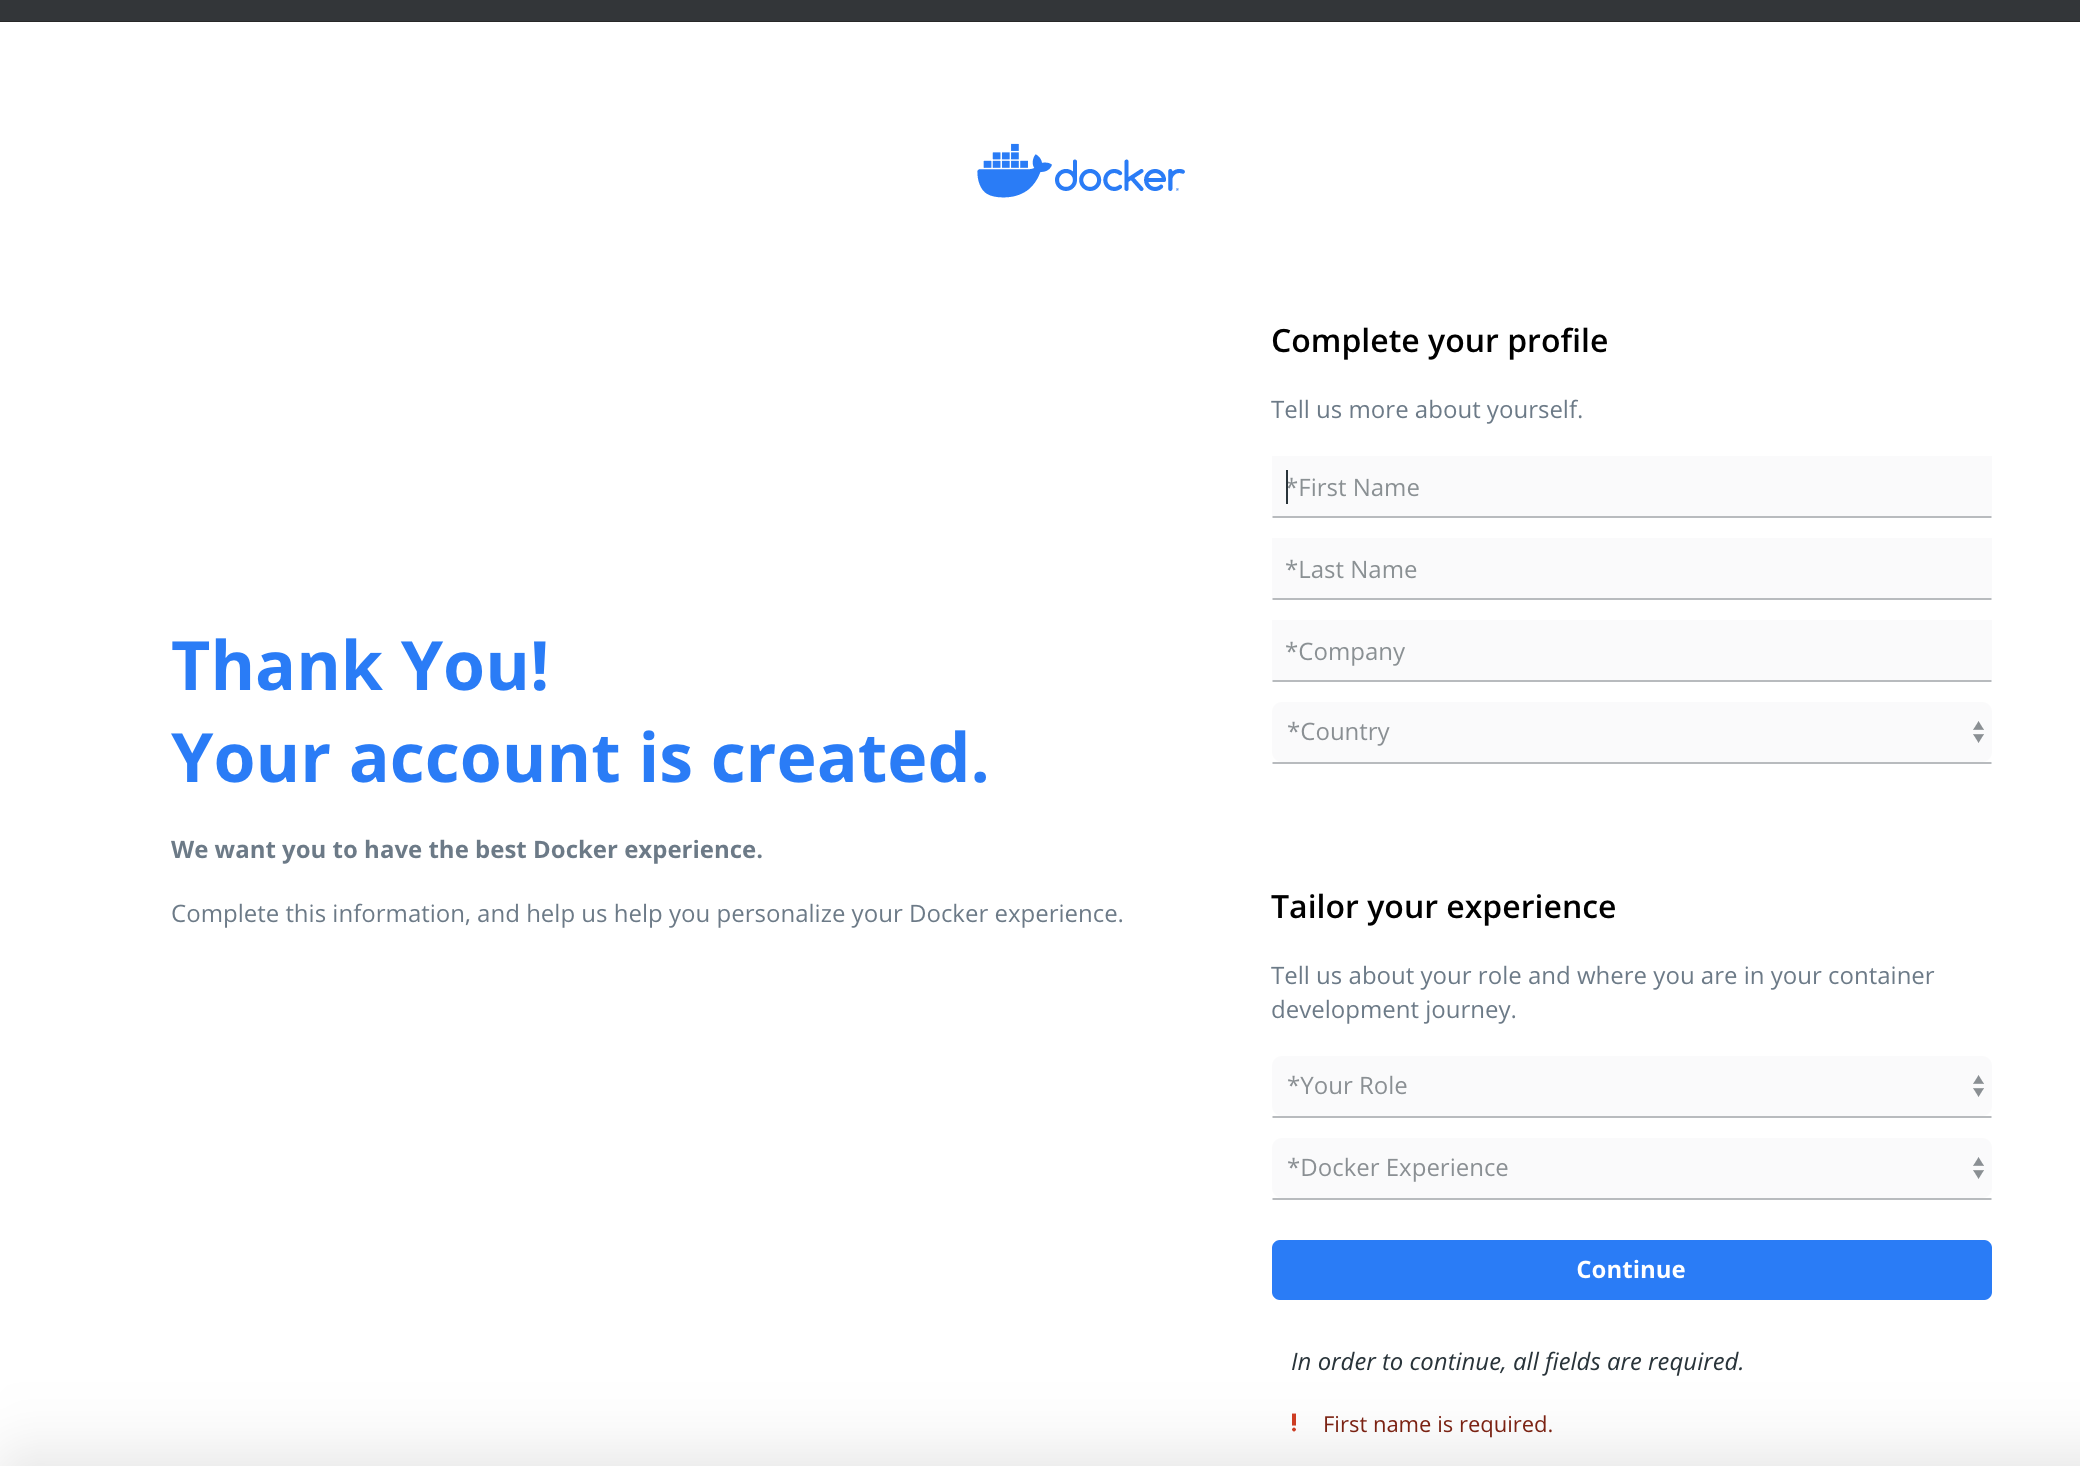 docker
Thank You!
Your account is created.
We want you to have the best Docker experience.
Complete this information, and help us help you personalize your Docker experience.
Complete your profile
Tell us more about yourself.
*First Name
*Last Name
*Company
*Country
Tailor your experience
Tell us about your role and where you are in your container
development journey.
*Your Role
*Docker Experience
Continue
In order to continue, all fields are required.
! First name is required.